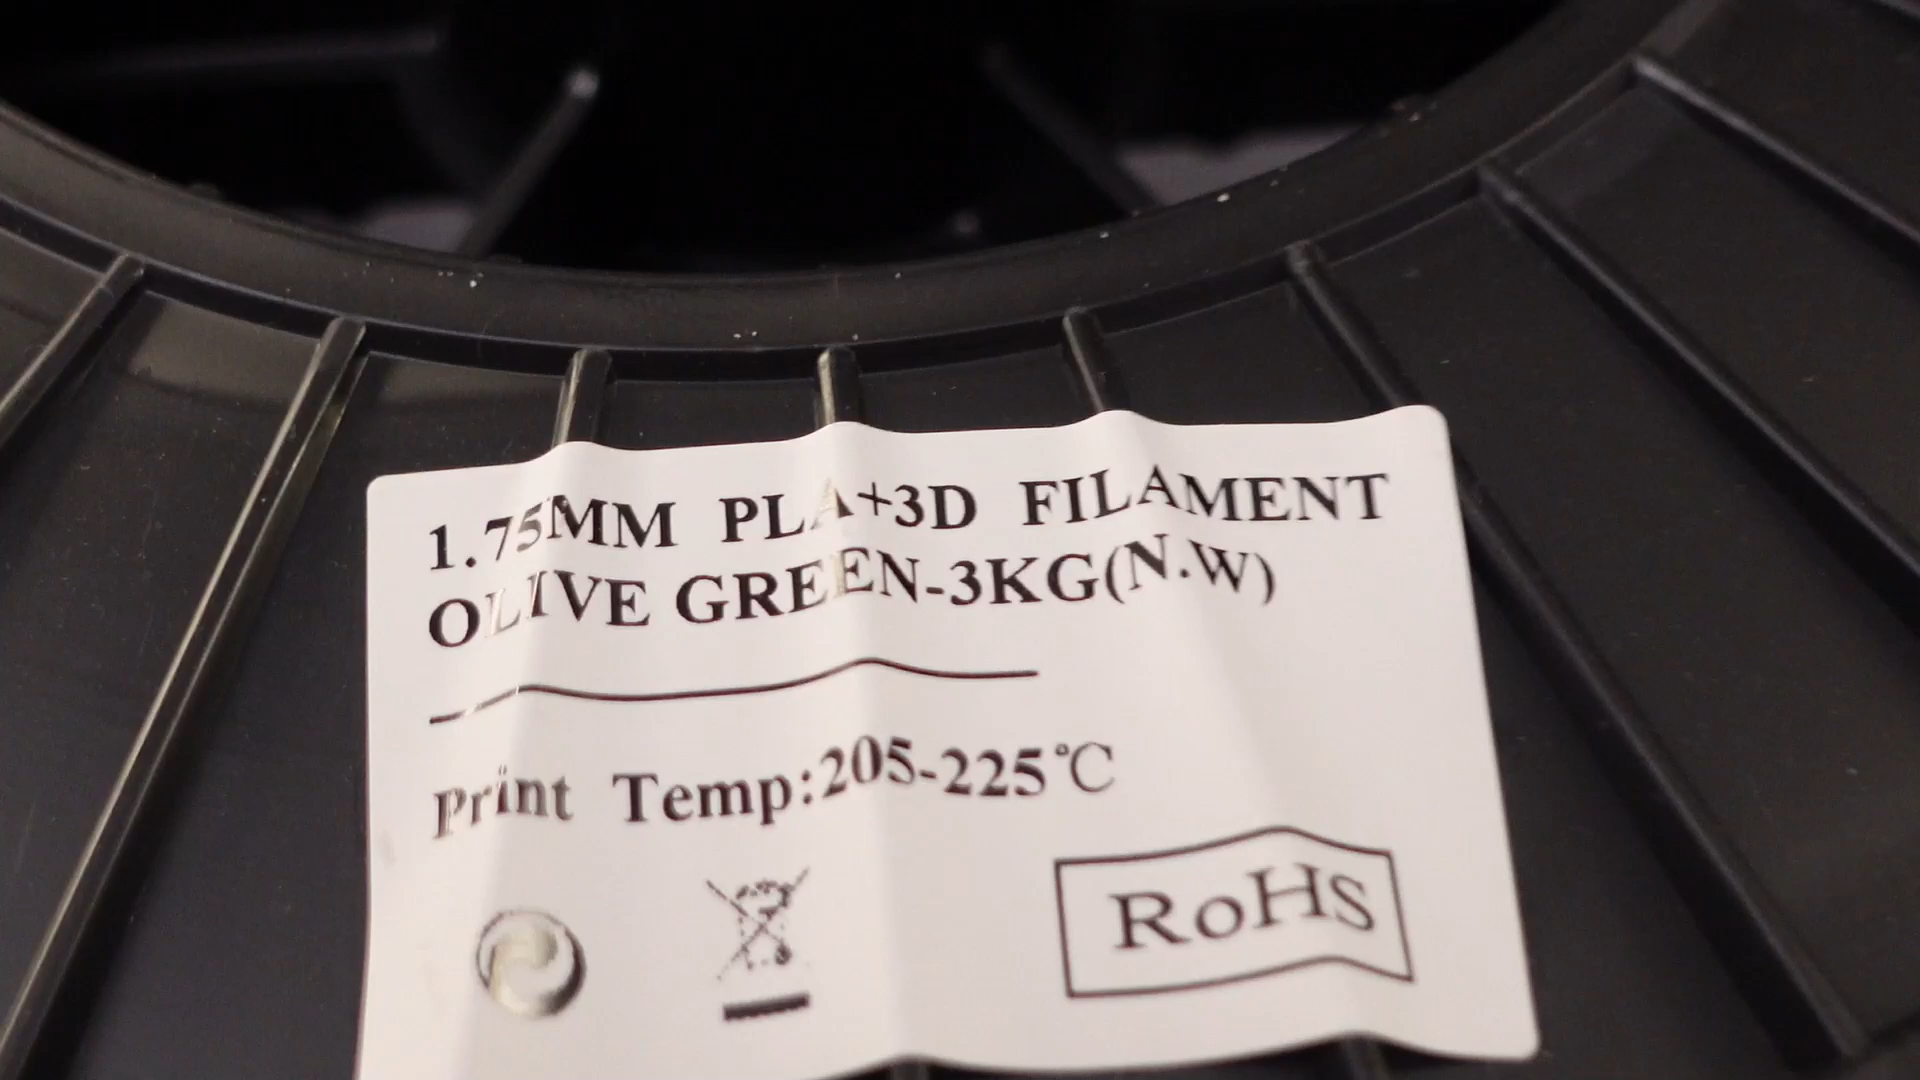 1.75MM PLA+3D FILAMENT
OLIVE GREEN-3KG(N.W)
Print Temp:205-225℃
RoHS